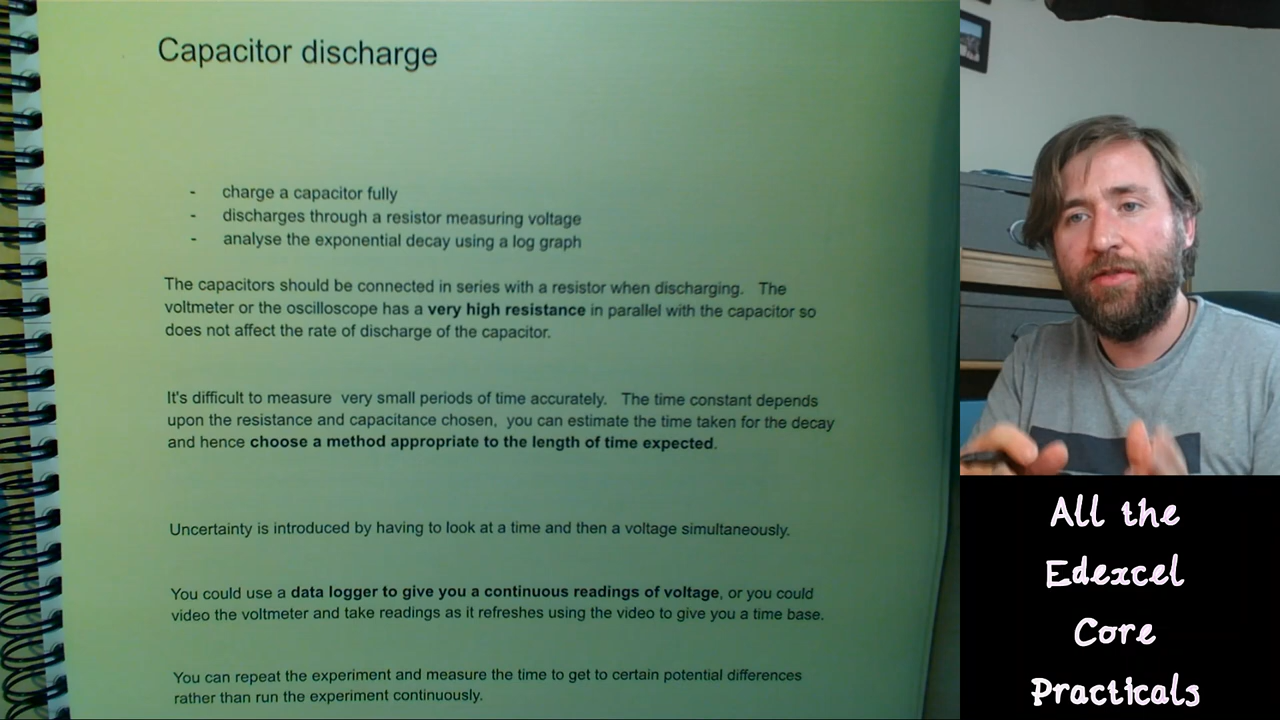 Capacitor discharge
- charge a capacitor fully
- discharges through a resistor measuring voltage
- analyse the exponential decay using a log graph
The capacitors should be connected in series with a resistor when discharging. The
voltmeter or the oscilloscope has a very high resistance in parallel with the capacitor so
does not affect the rate of discharge of the capacitor.
It's difficult to measure very small periods of time accurately. The time constant depends
upon the resistance and capacitance chosen, you can estimate the time taken for the decay
and hence choose a method appropriate to the length of time expected.
Uncertainty is introduced by having to look at a time and then a voltage simultaneously.
You could use a data logger to give you a continuous readings of voltage, or you could
video the voltmeter and take readings as it refreshes using the video to give you a time base.
You can repeat the experiment and measure the time to get to certain potential differences
rather than run the experiment continuously.
All the
Edexcel
Core
Practicals